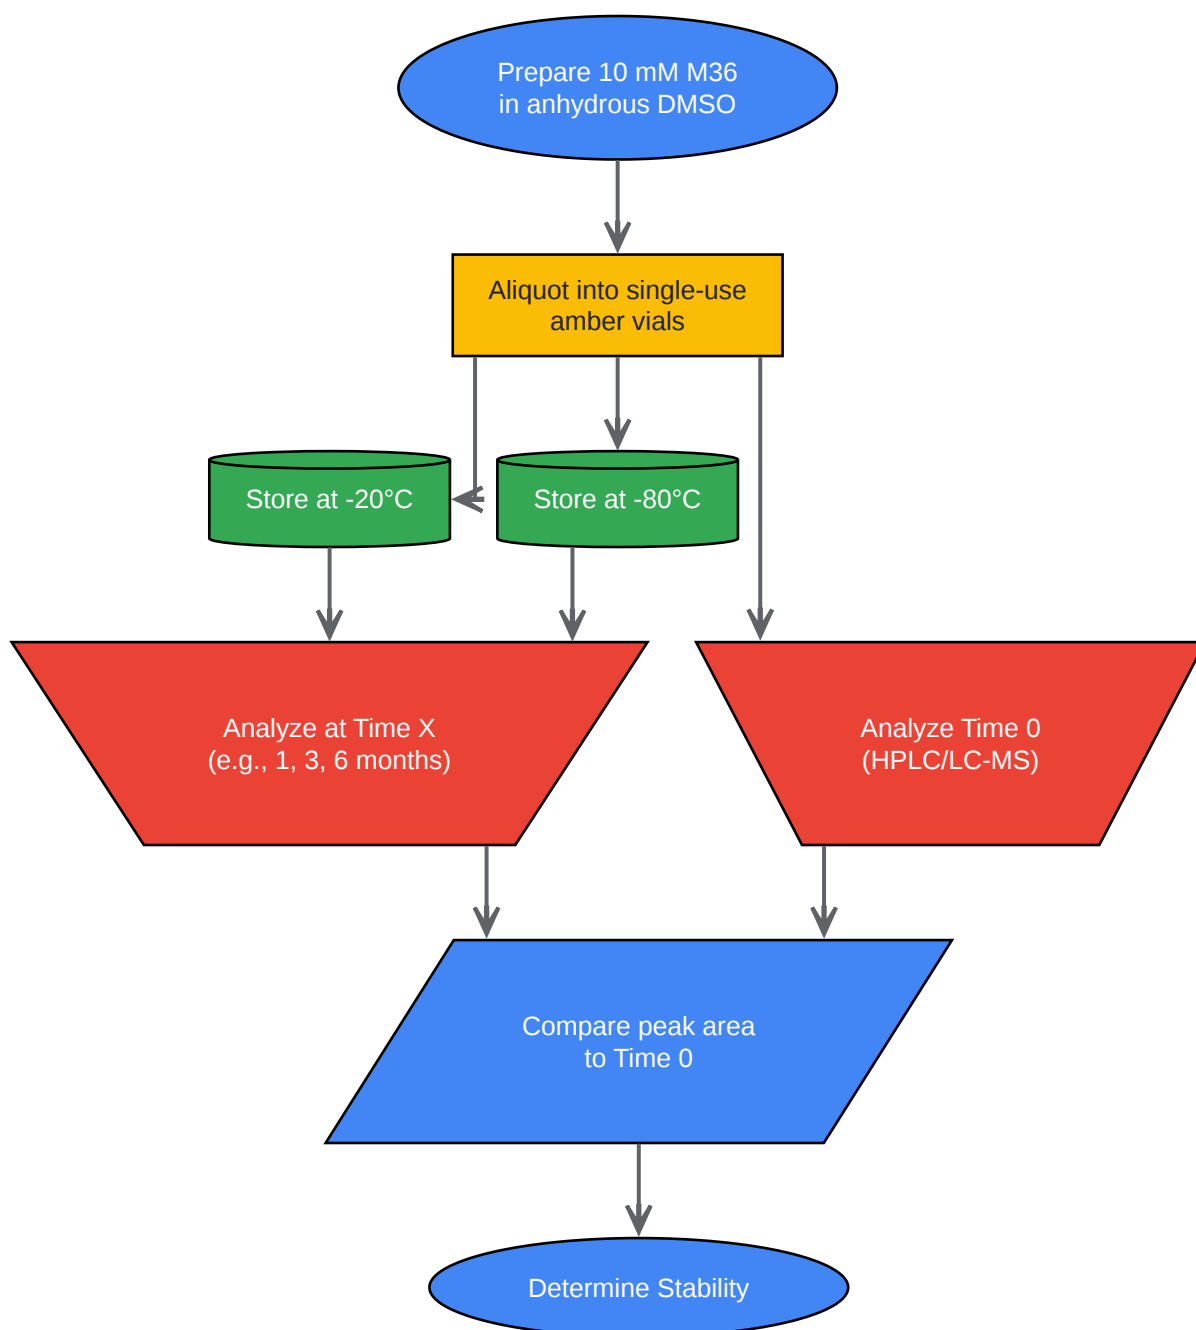 Prepare 10 mM M36
in anhydrous DMSO
Aliquot into single-use
amber vials
Store at -20°C
Store at -80°C
Analyze at Time X
(e.g., 1, 3, 6 months)
Analyze Time 0
(HPLC/LC-MS)
Compare peak area
to Time 0
Determine Stability